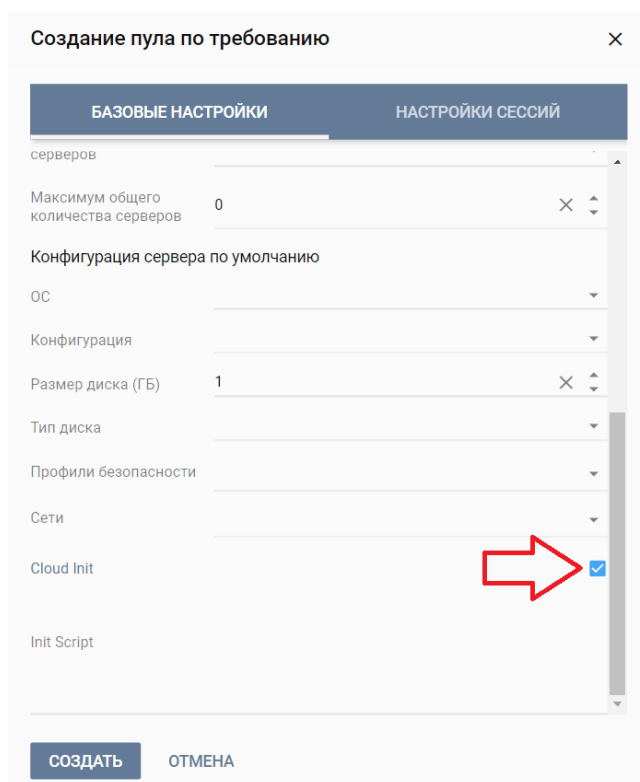 Создание пула по требованию
БАЗОВЫЕ НАСТРОЙКИ
НАСТРОЙКИ СЕССИЙ
серверов
Максимум общего
количества серверов
0
Конфигурация сервера по умолчанию
ОС
Конфигурация
Размер диска (ГБ)
1
Тип диска
Профили безопасности
Сети
Cloud Init
Init Script
СОЗДАТЬ
ОТМЕНА